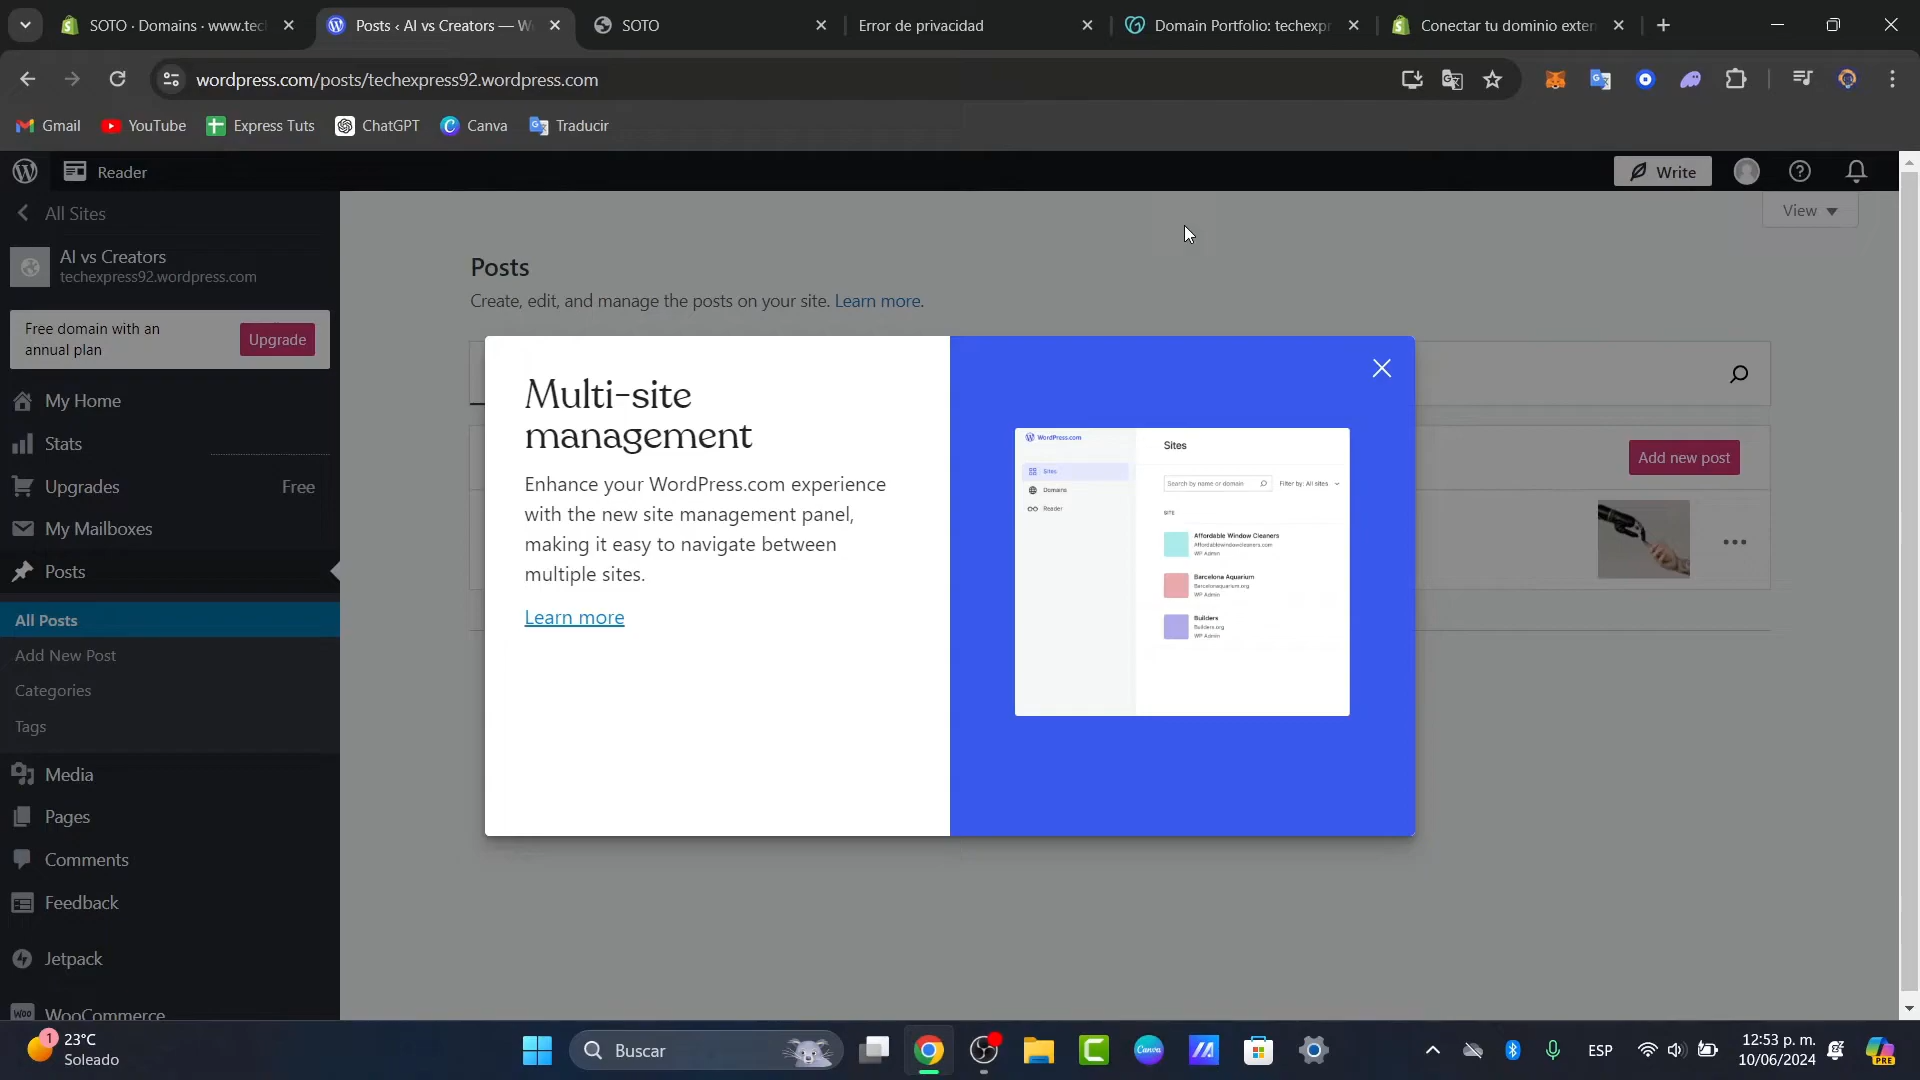 SOTO · Domains · www.tec
Posts ‹ AI vs Creators — W
SOTO
Error de privacidad
Domain Portfolio: techexpr
Conectar tu dominio exter
wordpress.com/posts/techexpress92.wordpress.com
Gmail
YouTube
Express Tuts
ChatGPT
Canva
Traducir
Reader
Write
All Sites
View
AI vs Creators
techexpress92.wordpress.com
Posts
Create, edit, and manage the posts on your site. Learn more.
Free domain with an
annual plan
Upgrade
My Home
Stats
Upgrades
Free
My Mailboxes
Posts
All Posts
Add New Post
Categories
Tags
Media
Pages
Comments
Feedback
Jetpack
WooCommerce
Add new post
Multi-site
management
Enhance your WordPress.com experience
with the new site management panel,
making it easy to navigate between
multiple sites.
Learn more
WordPress.com
Sites
Domains
Reader
Sites
Search by name or domain
Filter by: All sites
SITE
Affordable Window Cleaners
Affordablewindowcleaners.com
WP Admin
Barcelona Aquarium
Barcelonaquarium.org
WP Admin
Builders
Builders.org
WP Admin
1
23°C
Soleado
Buscar
Canva
ESP
12:53 p. m.
10/06/2024
PRE